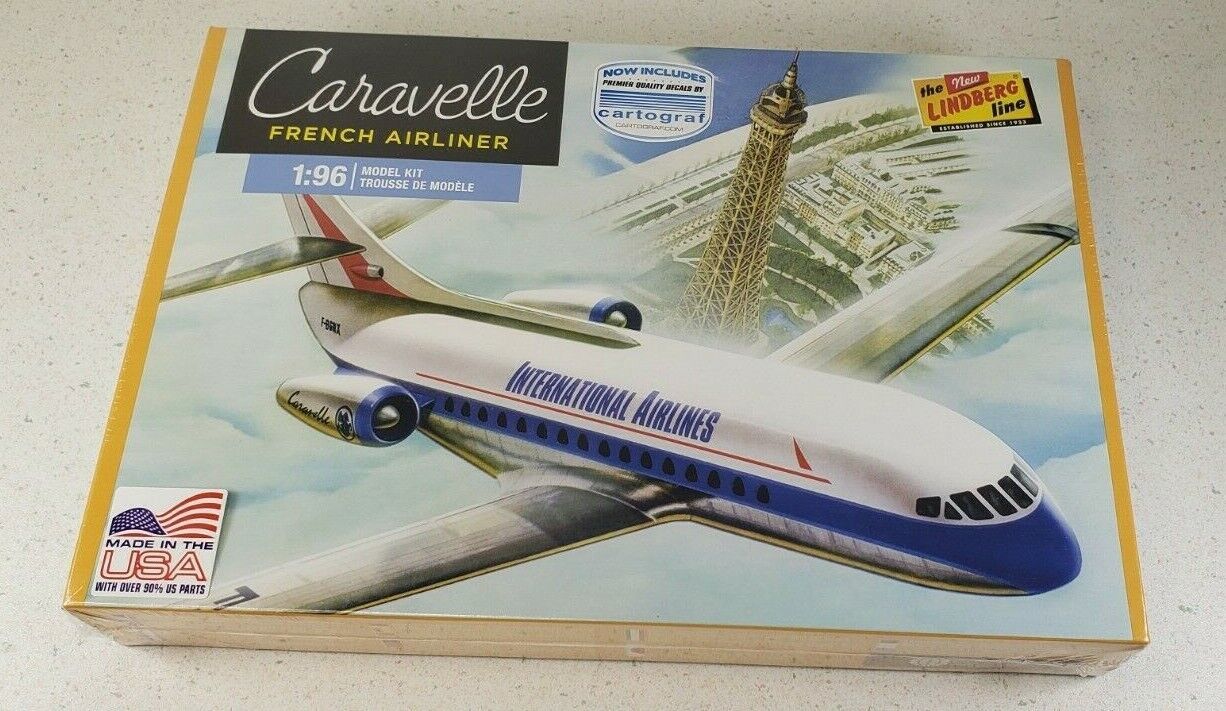 Caravelle
FRENCH AIRLINER
1:96
MODEL KIT
TROUSSE DE MODÈLE
NOW INCLUDES
PREMIER QUALITY DECALS BY
cartograf
CARTOGRAF.COM
the New
LINDBERG
line
ESTABLISHED SINCE 1933
INTERNATIONAL AIRLINES
Caravelle
MADE IN THE
USA
WITH OVER 90% US PARTS